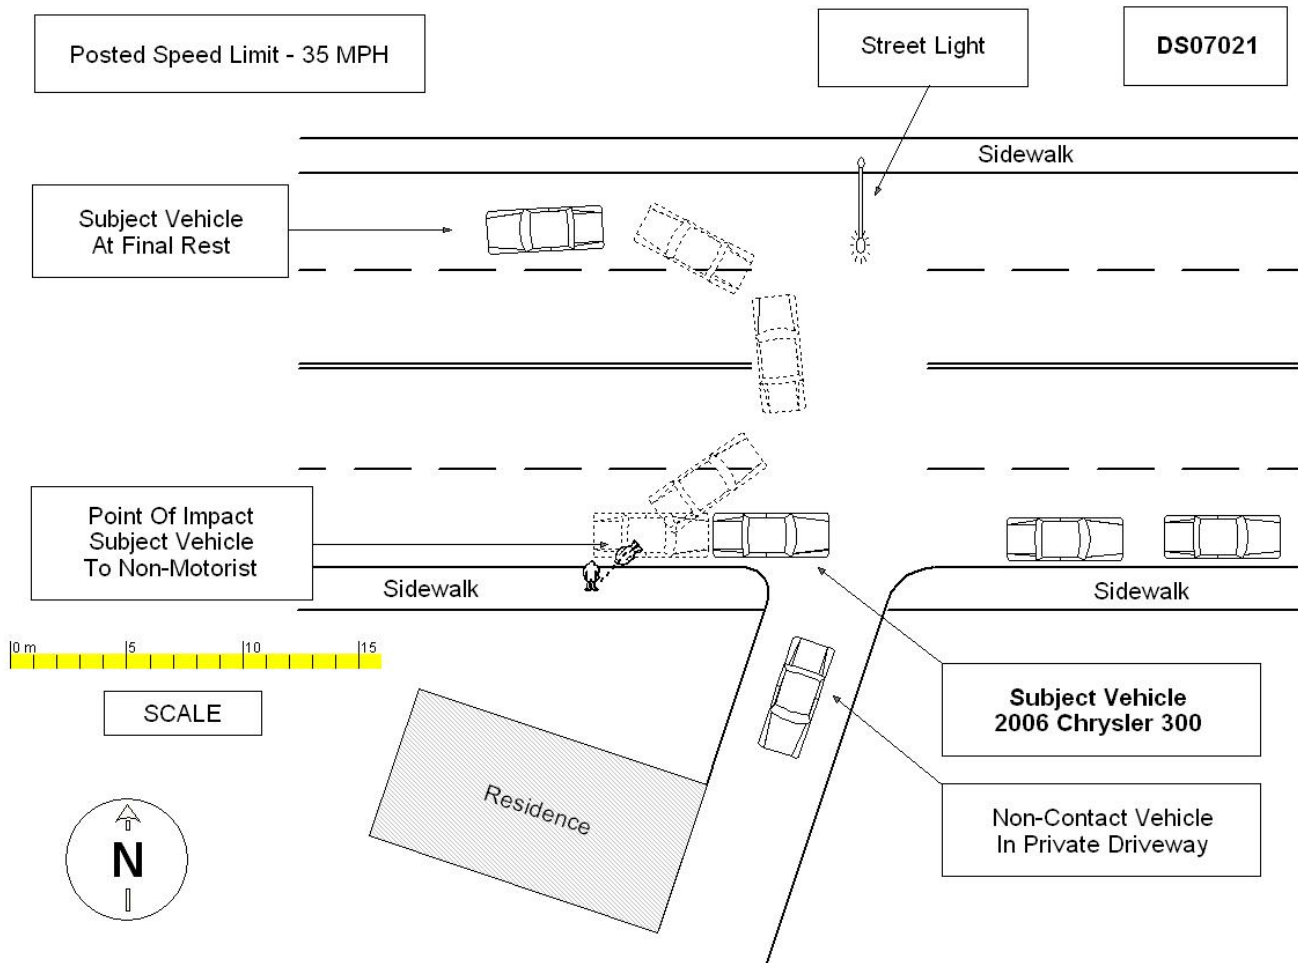 Posted Speed Limit - 35 MPH
Street Light
DS07021
Sidewalk
Subject Vehicle
At Final Rest
Point Of Impact
Subject Vehicle
To Non-Motorist
Sidewalk
Sidewalk
0 m 5 10 15
SCALE
Subject Vehicle
2006 Chrysler 300
Residence
Non-Contact Vehicle
In Private Driveway
N